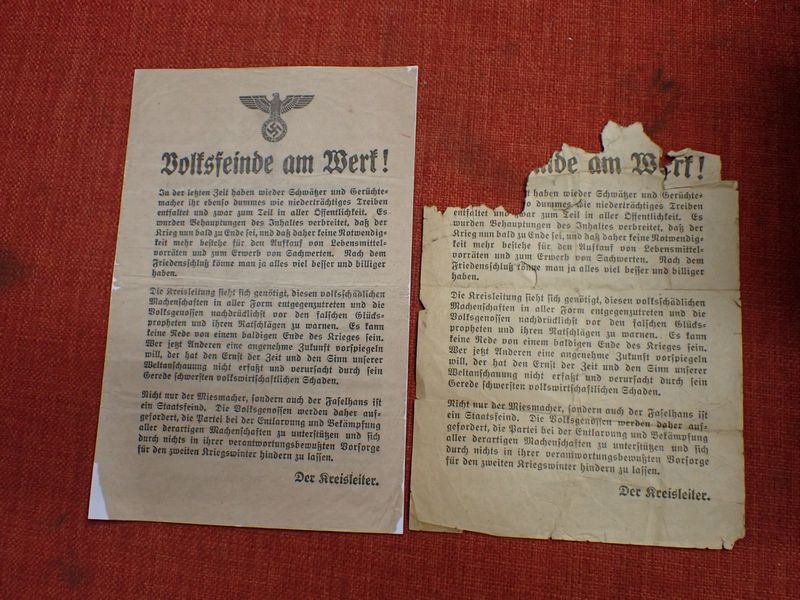 Volksfeinde am Werk!
In der letzten Zeit haben wieder Schwätzer und Gerüchte-
macher ihr ebenso dummes wie niederträchtiges Treiben
entfaltet und zwar zum Teil in aller Öffentlichkeit. Es
wurden Behauptungen des Inhaltes verbreitet, daß der
Krieg nun bald zu Ende sei, und daß daher keine Notwendig-
keit mehr bestehe für den Aufkauf von Lebensmittel-
vorräten und zum Erwerb von Sachwerten. Nach dem
Friedensschluß könne man ja alles viel besser und billiger
haben.
Die Kreisleitung sieht sich genötigt, diesen volksschädlichen
Machenschaften in aller Form entgegenzutreten und die
Volksgenossen nachdrücklichst vor den falschen Glücks-
propheten und ihren Ratschlägen zu warnen. Es kann
keine Rede von einem baldigen Ende des Krieges sein.
Wer jetzt Anderen eine angenehme Zukunft vorspiegeln
will, der hat den Ernst der Zeit und den Sinn unserer
Weltanschauung nicht erfaßt und verursacht durch sein
Gerede schwersten volkswirtschaftlichen Schaden.
Nicht nur der Miesmacher, sondern auch der Faselhans ist
ein Staatsfeind. Die Volksgenossen werden daher auf-
gefordert, die Partei bei der Entlarvung und Bekämpfung
aller derartigen Machenschaften zu unterstützen und sich
durch nichts in ihrer verantwortungsbewußten Vorsorge
für den zweiten Kriegswinter hindern zu lassen.
Der Kreisleiter.
nde am Werk!
haben wieder Schwätzer und Gerüchte-
dummes wie niederträchtiges Treiben
entfaltet und zwar zum Teil in aller Öffentlichkeit. Es
wurden Behauptungen des Inhaltes verbreitet, daß der
Krieg nun bald zu Ende sei, und daß daher keine Notwendig-
keit mehr bestehe für den Aufkauf von Lebensmittel-
vorräten und zum Erwerb von Sachwerten. Nach dem
Friedensschluß könne man ja alles viel besser und billiger
haben.
Die Kreisleitung sieht sich genötigt, diesen volksschädlichen
Machenschaften in aller Form entgegenzutreten und die
Volksgenossen nachdrücklichst vor den falschen Glücks-
propheten und ihren Ratschlägen zu warnen. Es kann
keine Rede von einem baldigen Ende des Krieges sein.
Wer jetzt Anderen eine angenehme Zukunft vorspiegeln
will, der hat den Ernst der Zeit und den Sinn unserer
Weltanschauung nicht erfaßt und verursacht durch sein
Gerede schwersten volkswirtschaftlichen Schaden.
Nicht nur der Miesmacher, sondern auch der Faselhans ist
ein Staatsfeind. Die Volksgenossen werden daher auf-
gefordert, die Partei bei der Entlarvung und Bekämpfung
aller derartigen Machenschaften zu unterstützen und sich
durch nichts in ihrer verantwortungsbewußten Vorsorge
für den zweiten Kriegswinter hindern zu lassen.
Der Kreisleiter.